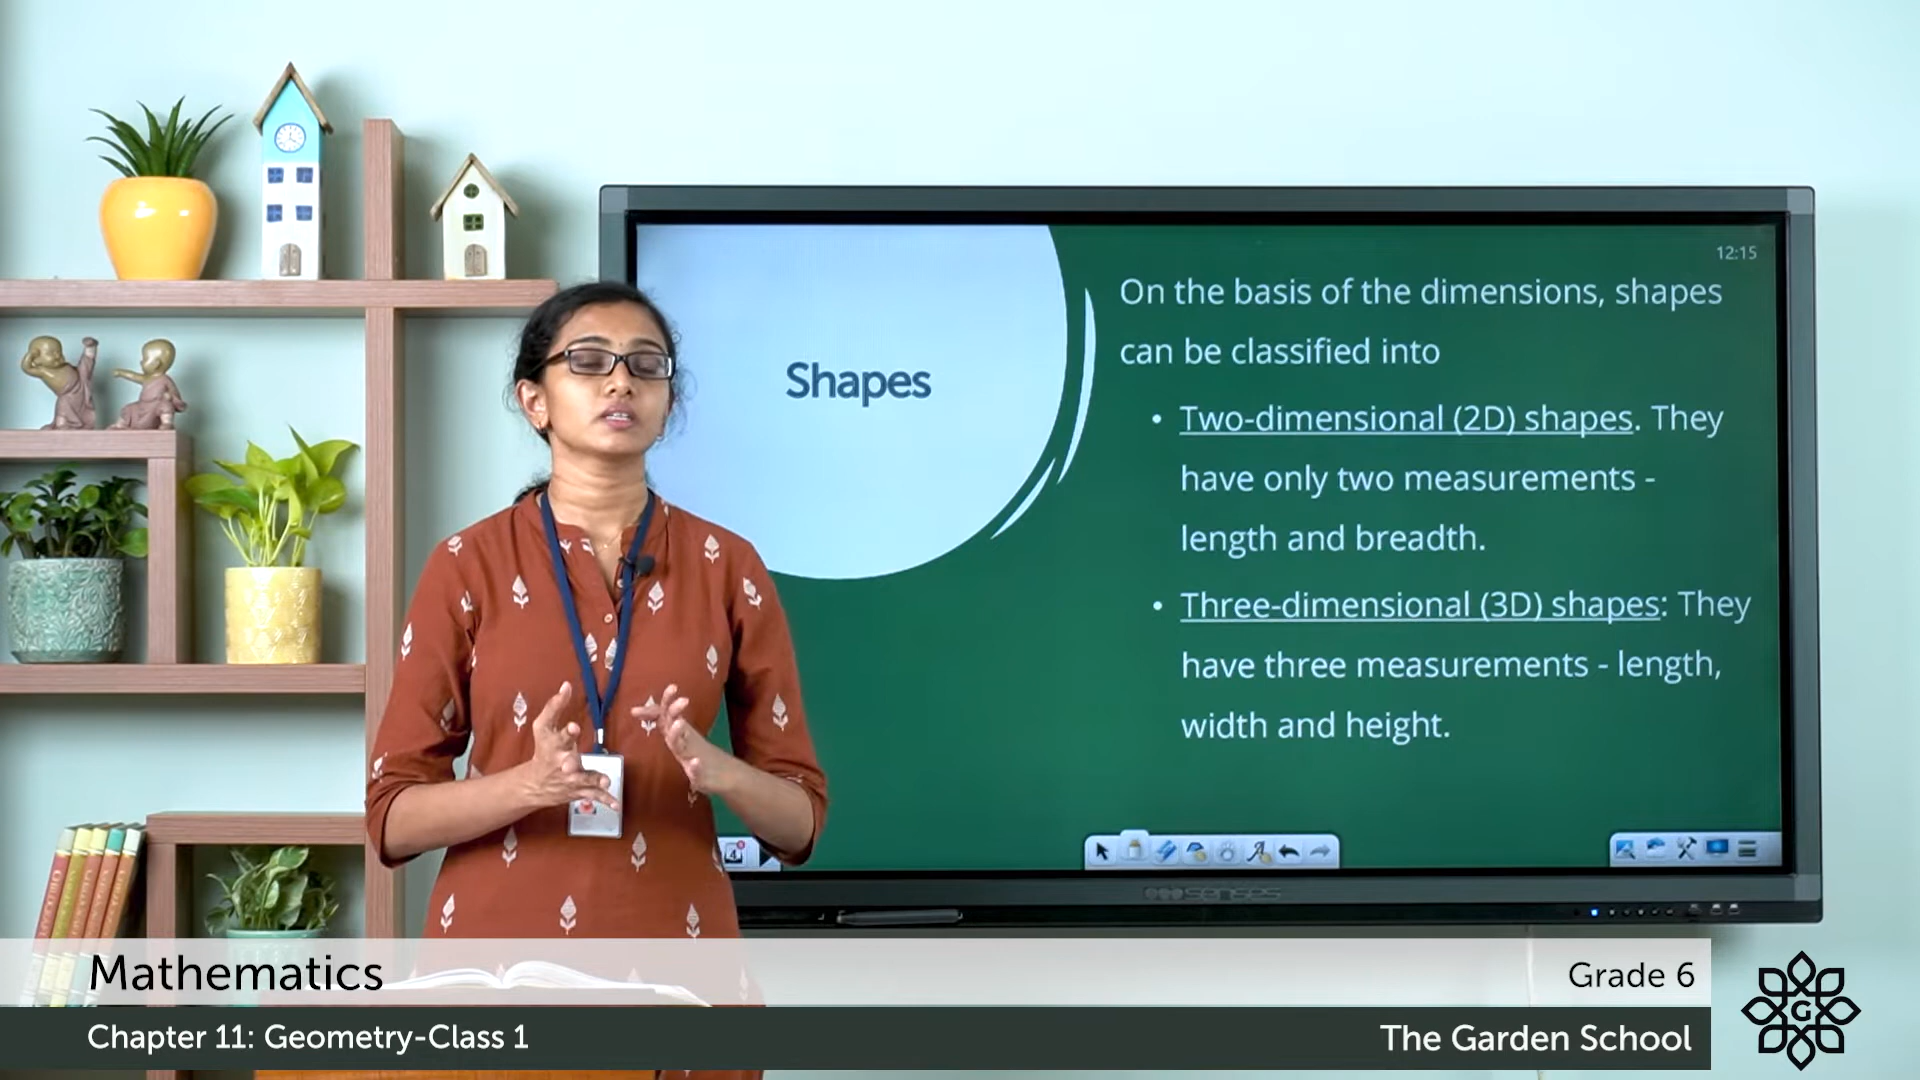 12:15
Shapes
On the basis of the dimensions, shapes
can be classified into
• Two-dimensional (2D) shapes. They
have only two measurements -
length and breadth.
• Three-dimensional (3D) shapes: They
have three measurements - length,
width and height.
4
Mathematics
Grade 6
Chapter 11: Geometry-Class 1
The Garden School
G